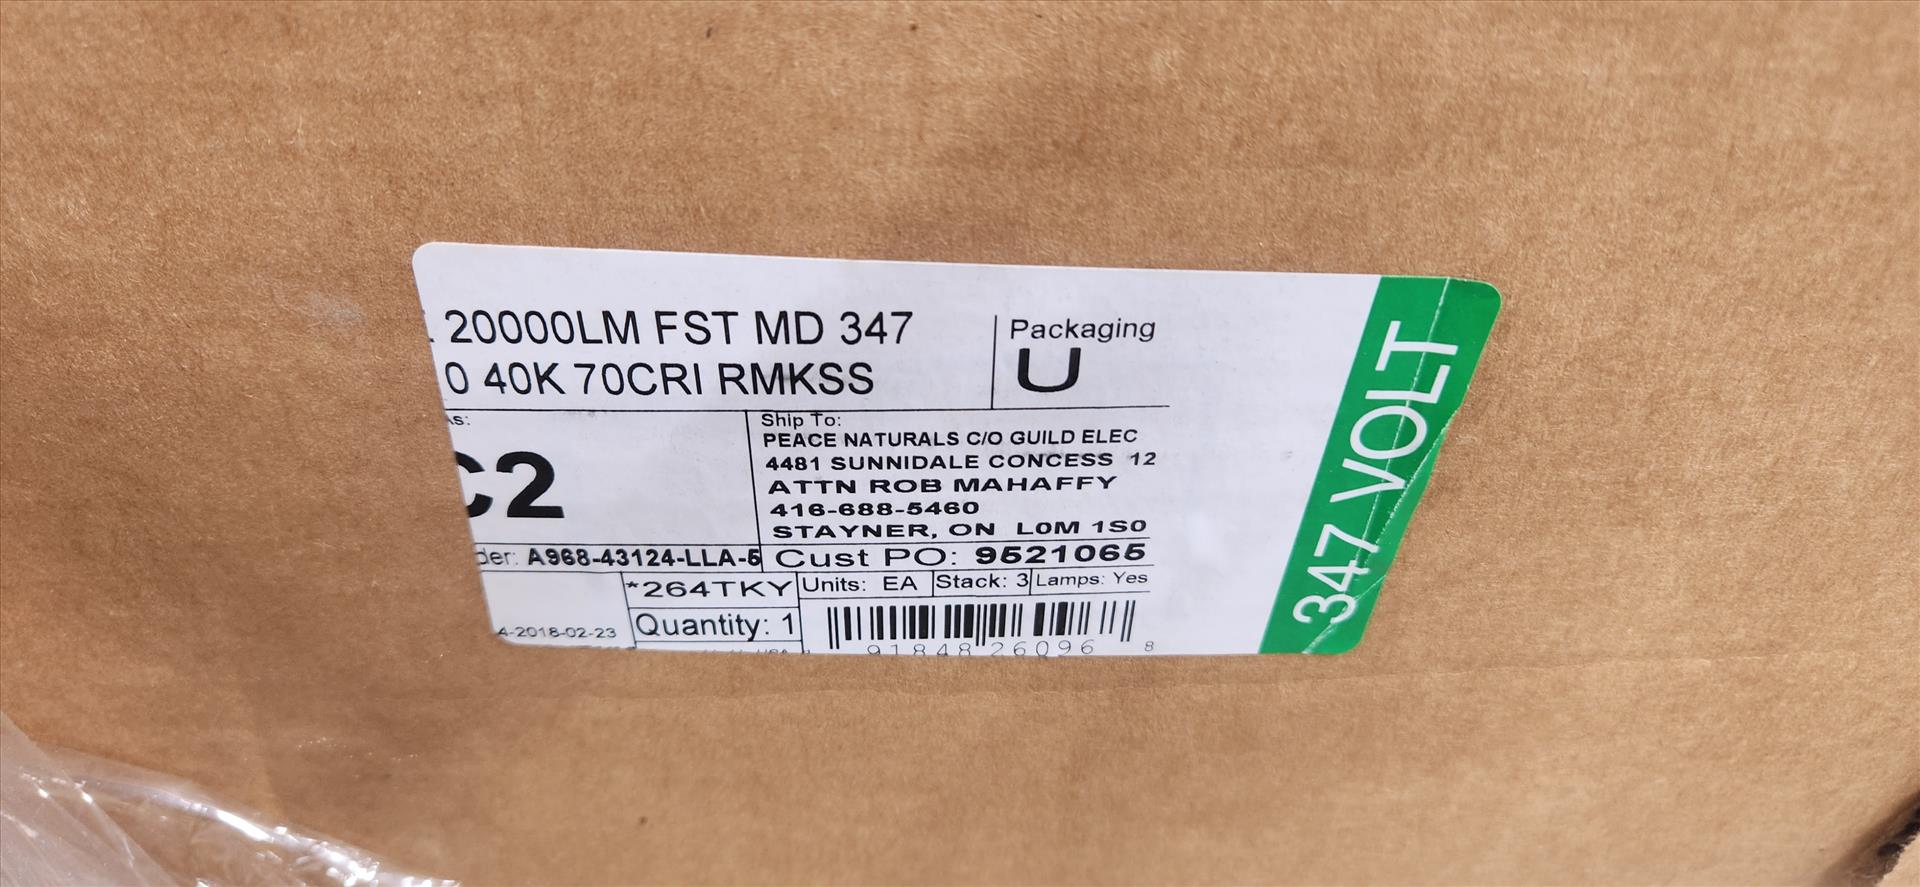 20000LM FST MD 347
0 40K 70CRI RMKSS
Packaging
U
As:
C2
Ship To:
PEACE NATURALS C/O GUILD ELEC
4481 SUNNIDALE CONCESS 12
ATTN ROB MAHAFFY
416-688-5460
STAYNER, ON L0M 1S0
der: A968-43124-LLA-5
Cust PO: 9521065
*264TKY
Units: EA
Stack: 3
Lamps: Yes
4-2018-02-23
Quantity: 1
91848 26096 8
347 VOLT